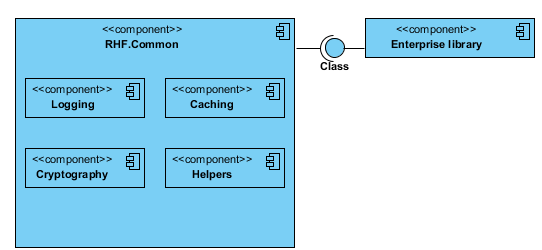 <<component>>
RHF.Common
<<component>>
Logging
<<component>>
Caching
<<component>>
Cryptography
<<component>>
Helpers
Class
<<component>>
Enterprise library